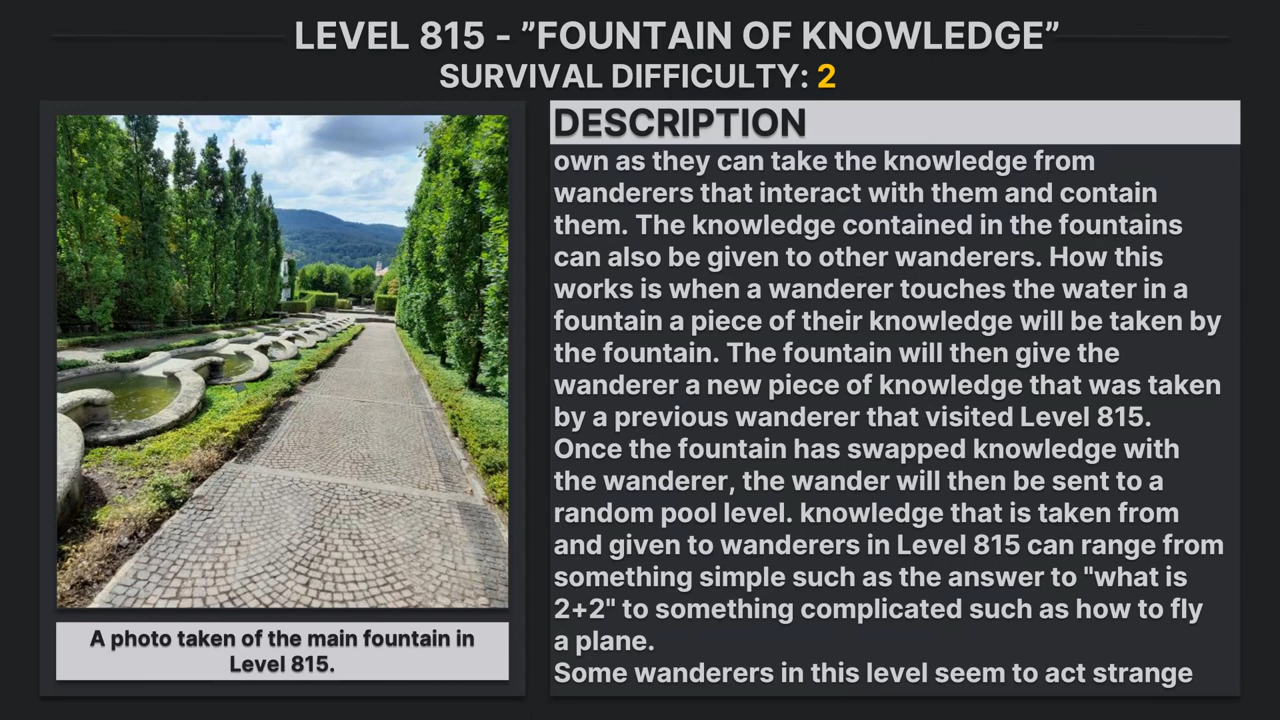 LEVEL 815 - ”FOUNTAIN OF KNOWLEDGE”
SURVIVAL DIFFICULTY: 2
A photo taken of the main fountain in
Level 815.
DESCRIPTION
own as they can take the knowledge from
wanderers that interact with them and contain
them. The knowledge contained in the fountains
can also be given to other wanderers. How this
works is when a wanderer touches the water in a
fountain a piece of their knowledge will be taken by
the fountain. The fountain will then give the
wanderer a new piece of knowledge that was taken
by a previous wanderer that visited Level 815.
Once the fountain has swapped knowledge with
the wanderer, the wander will then be sent to a
random pool level. knowledge that is taken from
and given to wanderers in Level 815 can range from
something simple such as the answer to "what is
2+2" to something complicated such as how to fly
a plane.
Some wanderers in this level seem to act strange